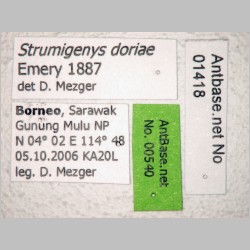 Strumigenys doriae
Emery 1887
det D. Mezger
Borneo, Sarawak
Gunung Mulu NP
N 04° 02 E 114° 48
05.10.2006 KA20L
leg. D. Mezger
AntBase.net
No. 00540
Antbase.net No
01418